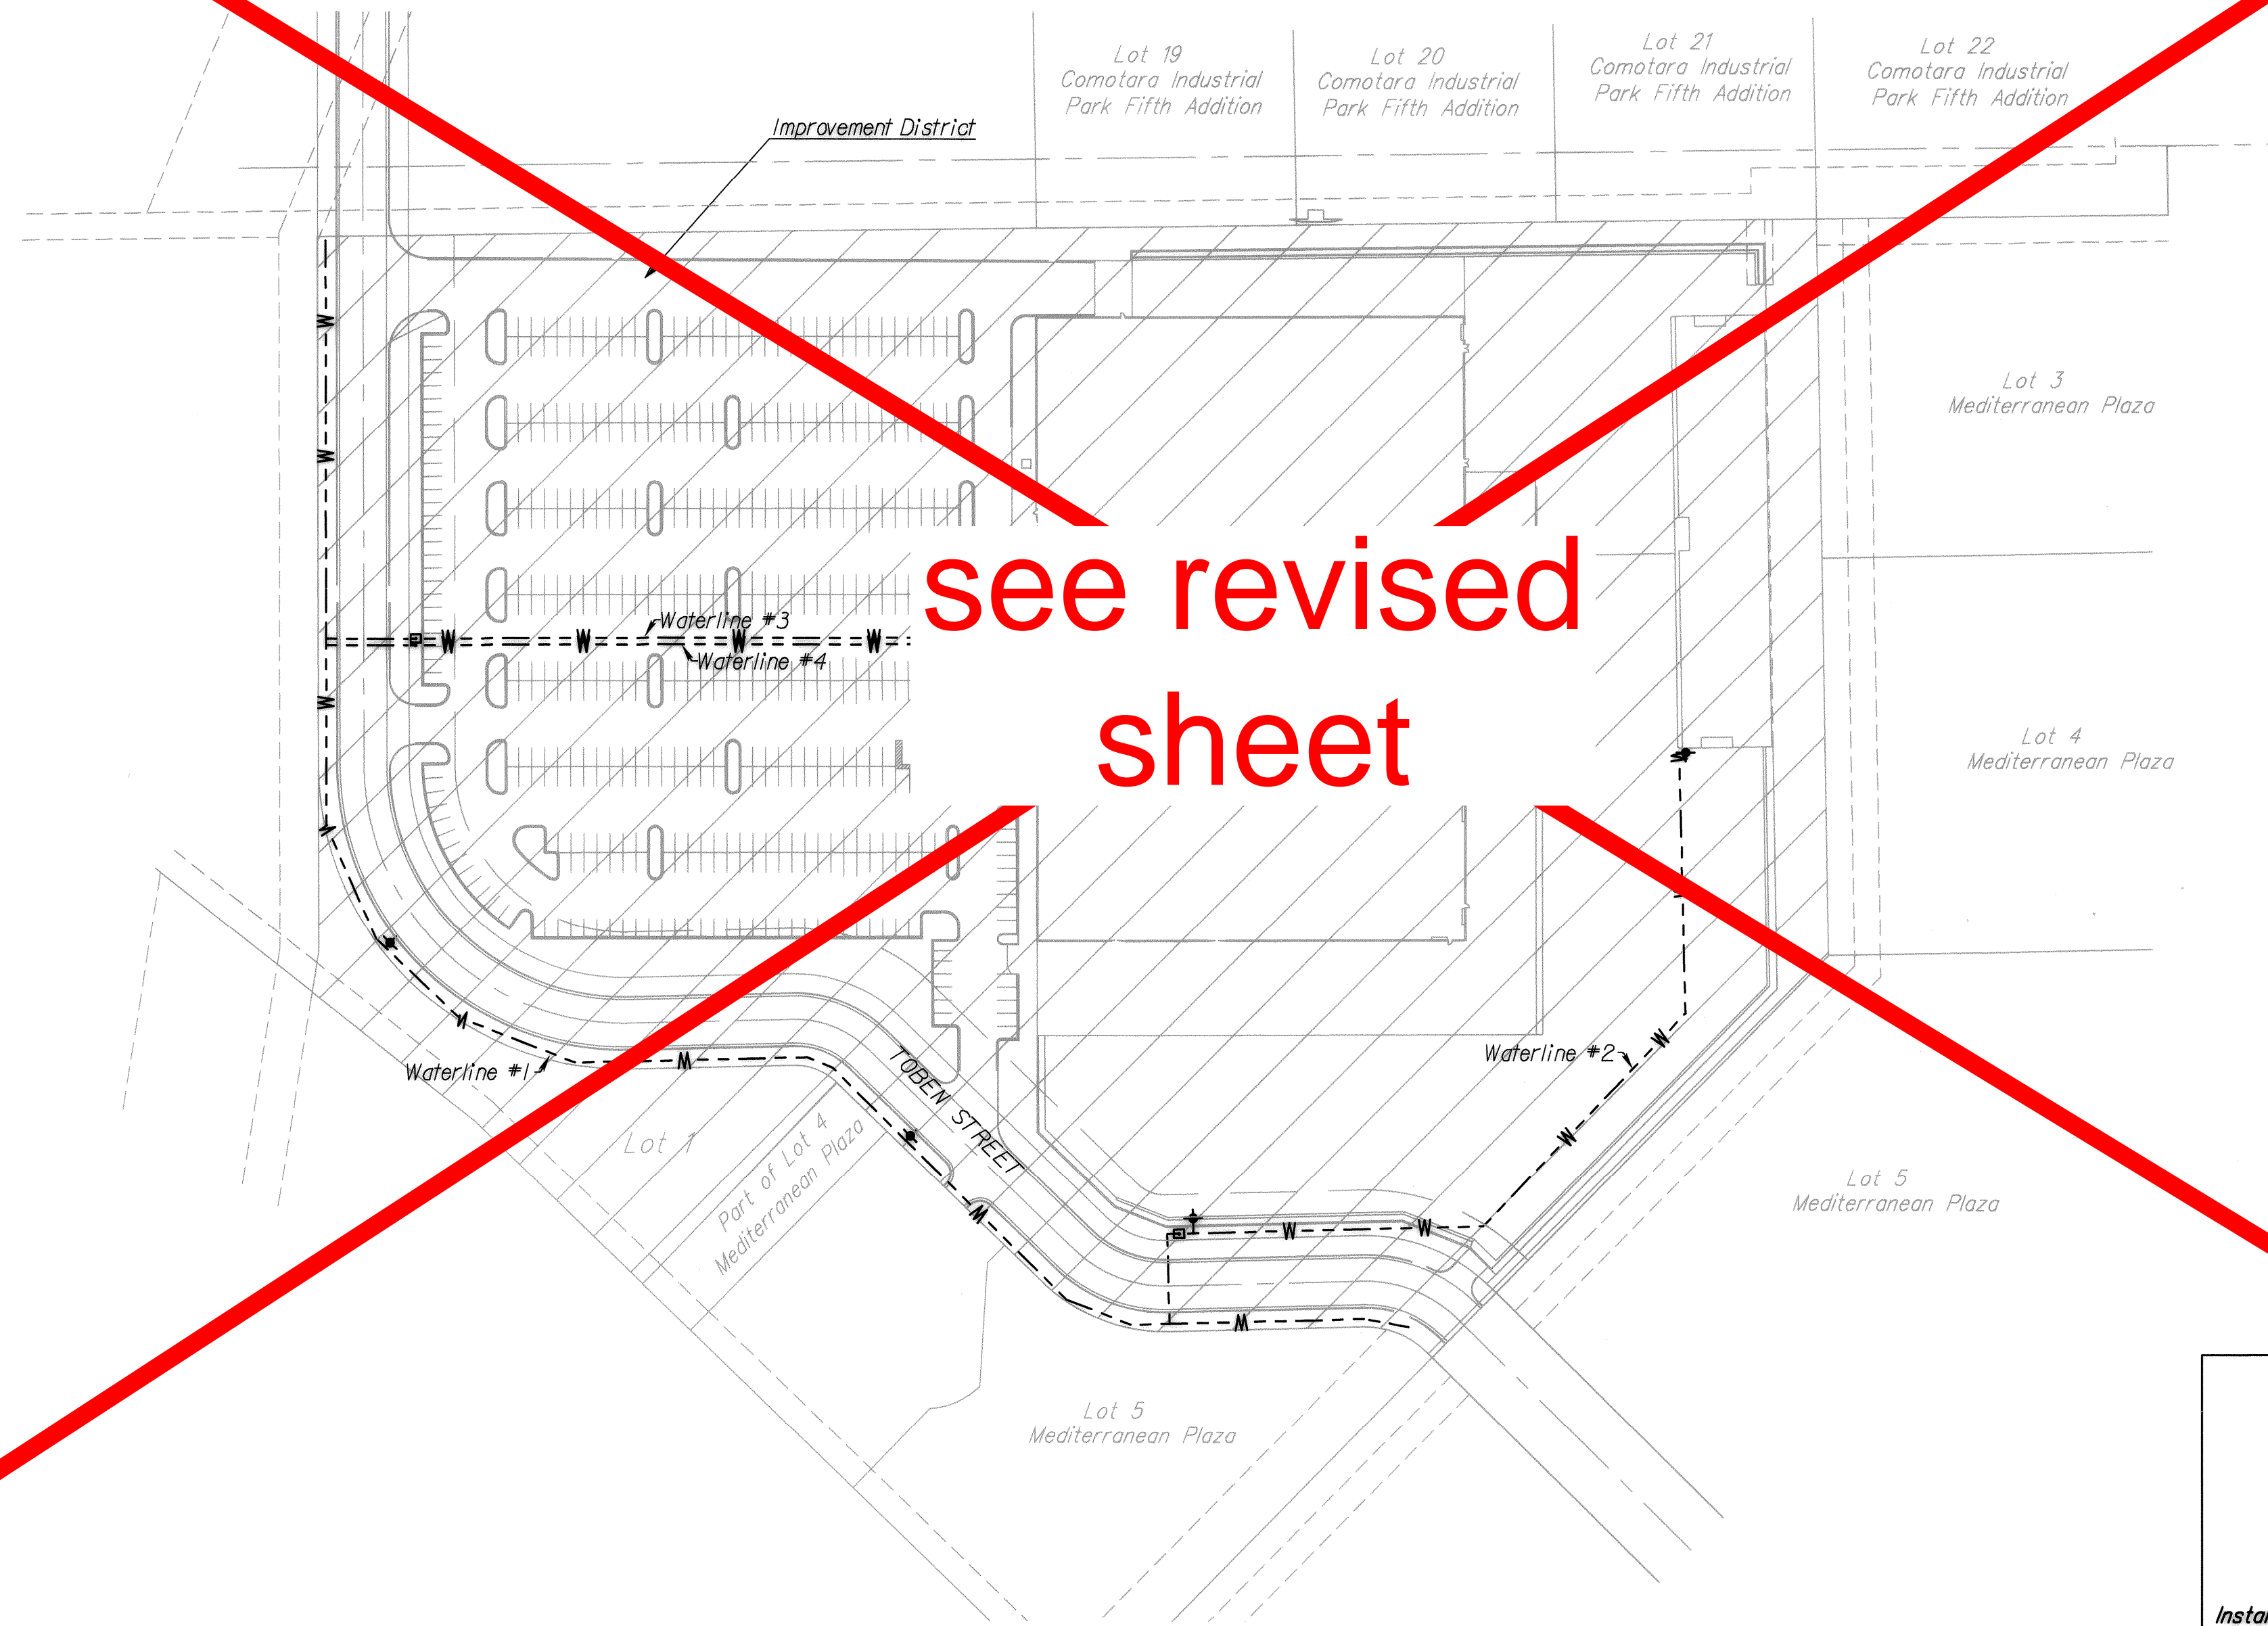 Lot 19
Comotara Industrial
Park Fifth Addition
Lot 20
Comotara Industrial
Park Fifth Addition
Lot 21
Comotara Industrial
Park Fifth Addition
Lot 22
Comotara Industrial
Park Fifth Addition
Improvement District
Lot 3
Mediterranean Plaza
see revised
sheet
Waterline #3
Waterline #4
W
W
W
W
W
W
W
Lot 4
Mediterranean Plaza
W
W
W
W
Waterline #1
W
TOBEN STREET
Waterline #2
W
W
Lot 1
Part of Lot 4
Mediterranean Plaza
W
W
W
W
Lot 5
Mediterranean Plaza
Lot 5
Mediterranean Plaza